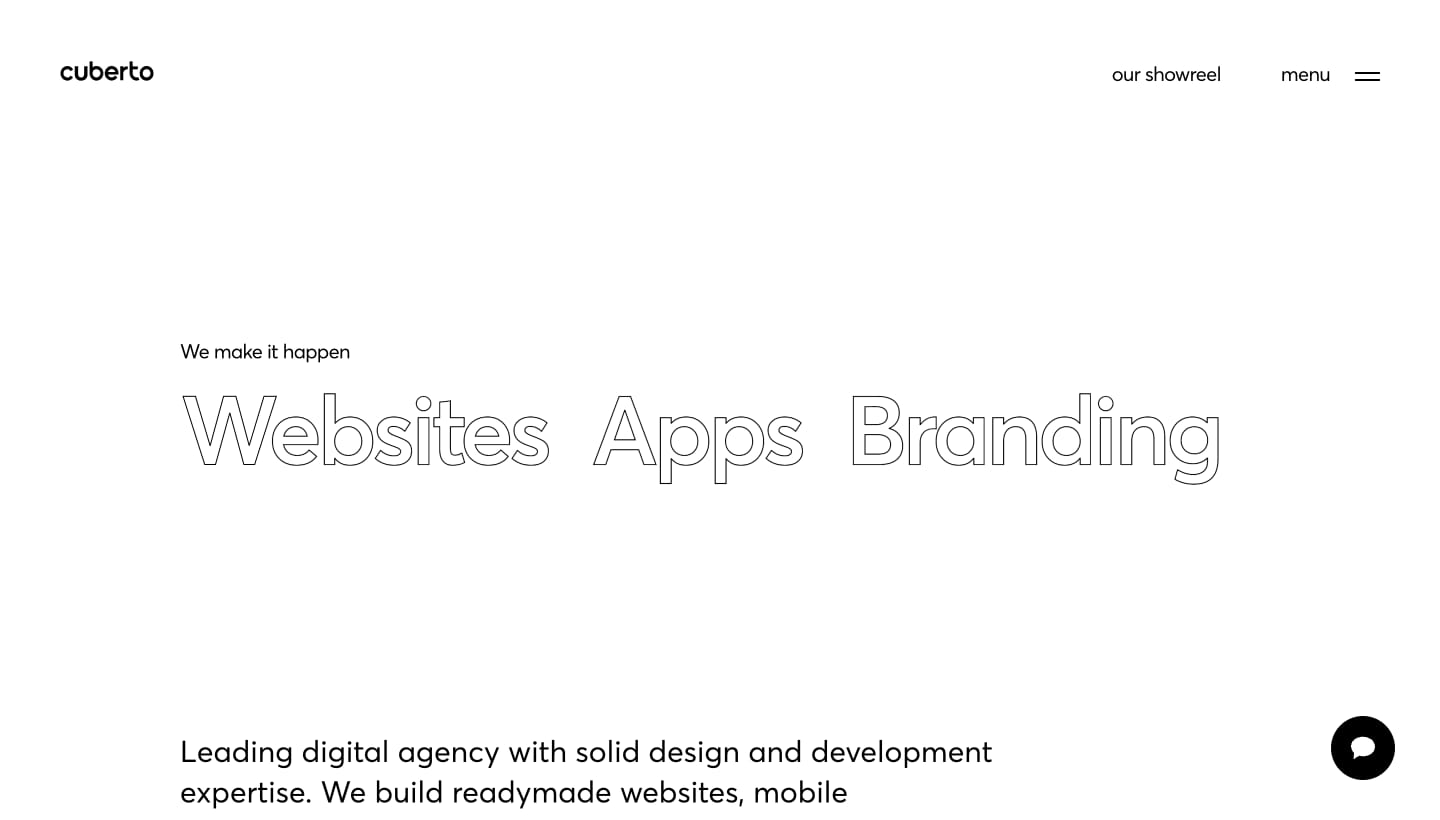 cuberto
our showreel menu
We make it happen
Websites Apps Branding
Leading digital agency with solid design and development
expertise. We build readymade websites, mobile